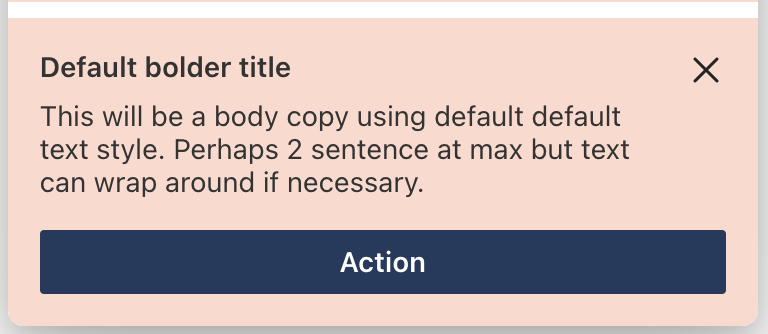 Default bolder title
This will be a body copy using default default
text style. Perhaps 2 sentence at max but text
can wrap around if necessary.
Action